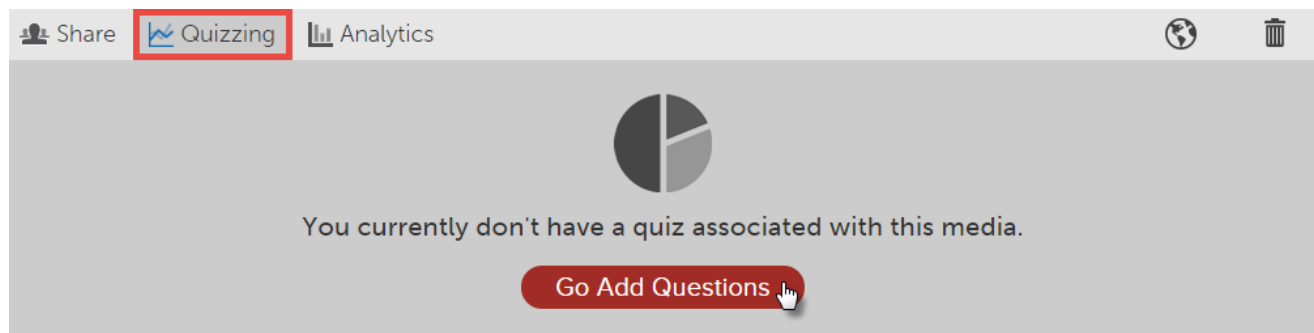 Share Quizzing Analytics
You currently don't have a quiz associated with this media.
Go Add Questions